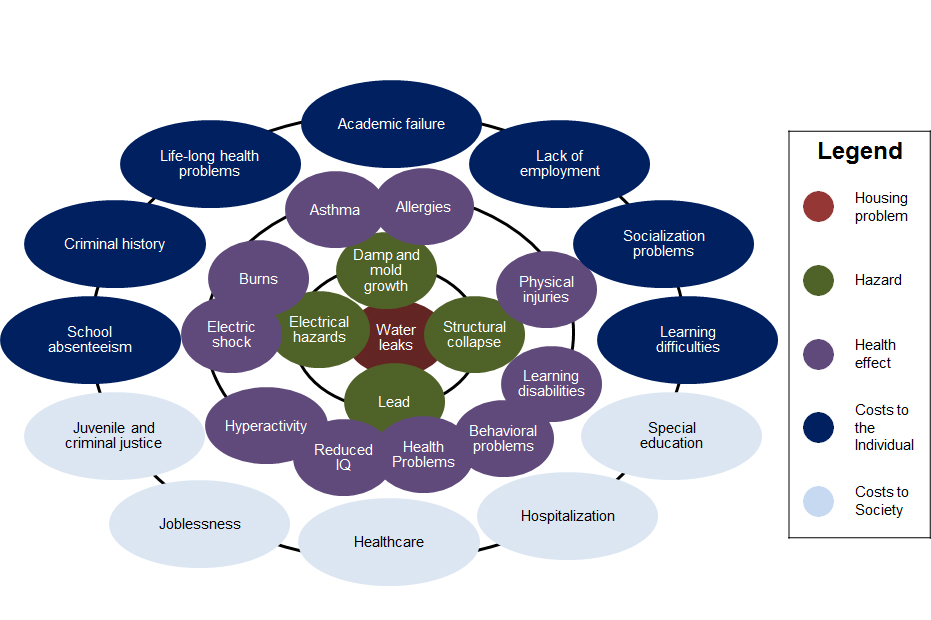 Academic failure
Life-long health
problems
Lack of
employment
Criminal history
Socialization
problems
School
absenteeism
Learning
difficulties
Asthma
Allergies
Burns
Physical
injuries
Electric
shock
Learning
disabilities
Hyperactivity
Reduced
IQ
Health
Problems
Behavioral
problems
Damp and
mold
growth
Electrical
hazards
Water
leaks
Structural
collapse
Lead
Juvenile and
criminal justice
Special
education
Joblessness
Healthcare
Hospitalization
Legend
Housing
problem
Hazard
Health
effect
Costs to
the
Individual
Costs to
Society